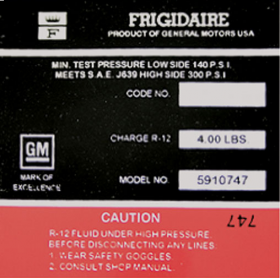 F
FRIGIDAIRE
PRODUCT OF GENERAL MOTORS USA
MIN. TEST PRESSURE LOW SIDE 140 P.S.I.
MEETS S.A.E. J639 HIGH SIDE 300 P.S.I.
CODE NO.
GM
CHARGE R-12
4.00 LBS
MARK OF
EXCELLENCE
MODEL NO.
5910747
CAUTION
747
R-12 FLUID UNDER HIGH PRESSURE.
BEFORE DISCONNECTING ANY LINES
1. WEAR SAFETY GOGGLES
2. CONSULT SHOP MANUAL